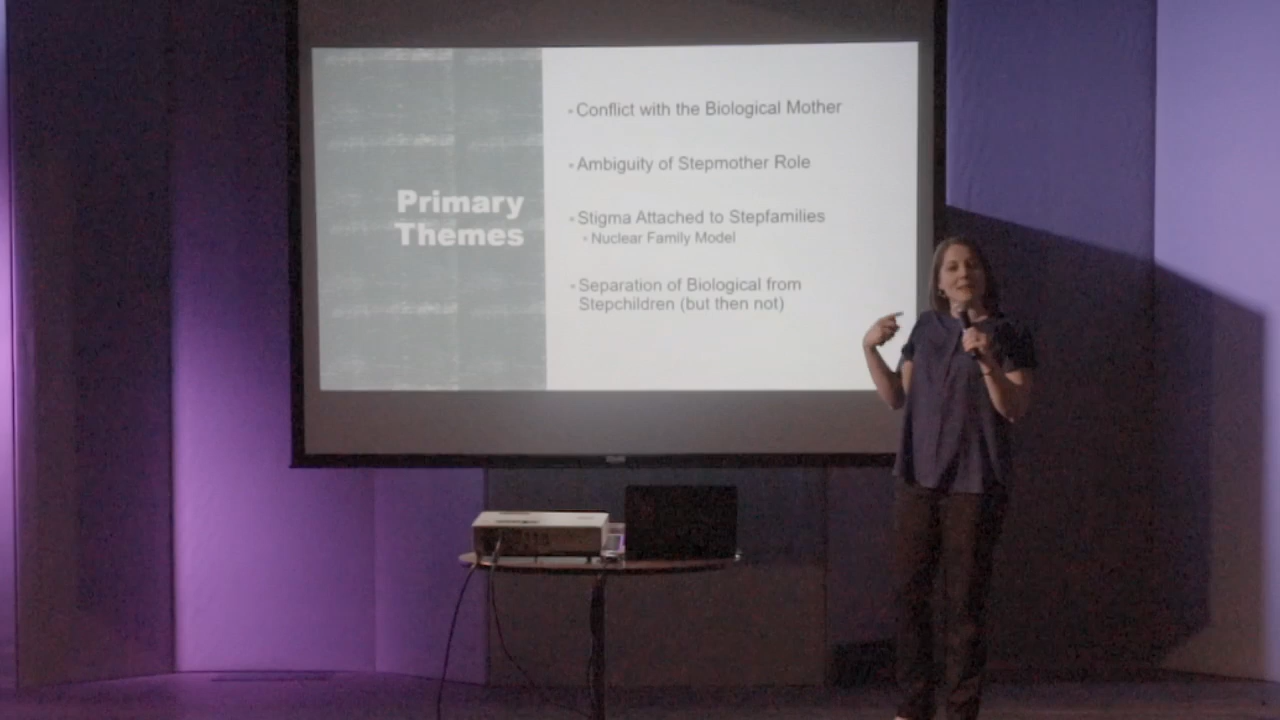 Primary
Themes
Conflict with the Biological Mother
Ambiguity of Stepmother Role
Stigma Attached to Stepfamilies
Nuclear Family Model
Separation of Biological from
Stepchildren (but then not)